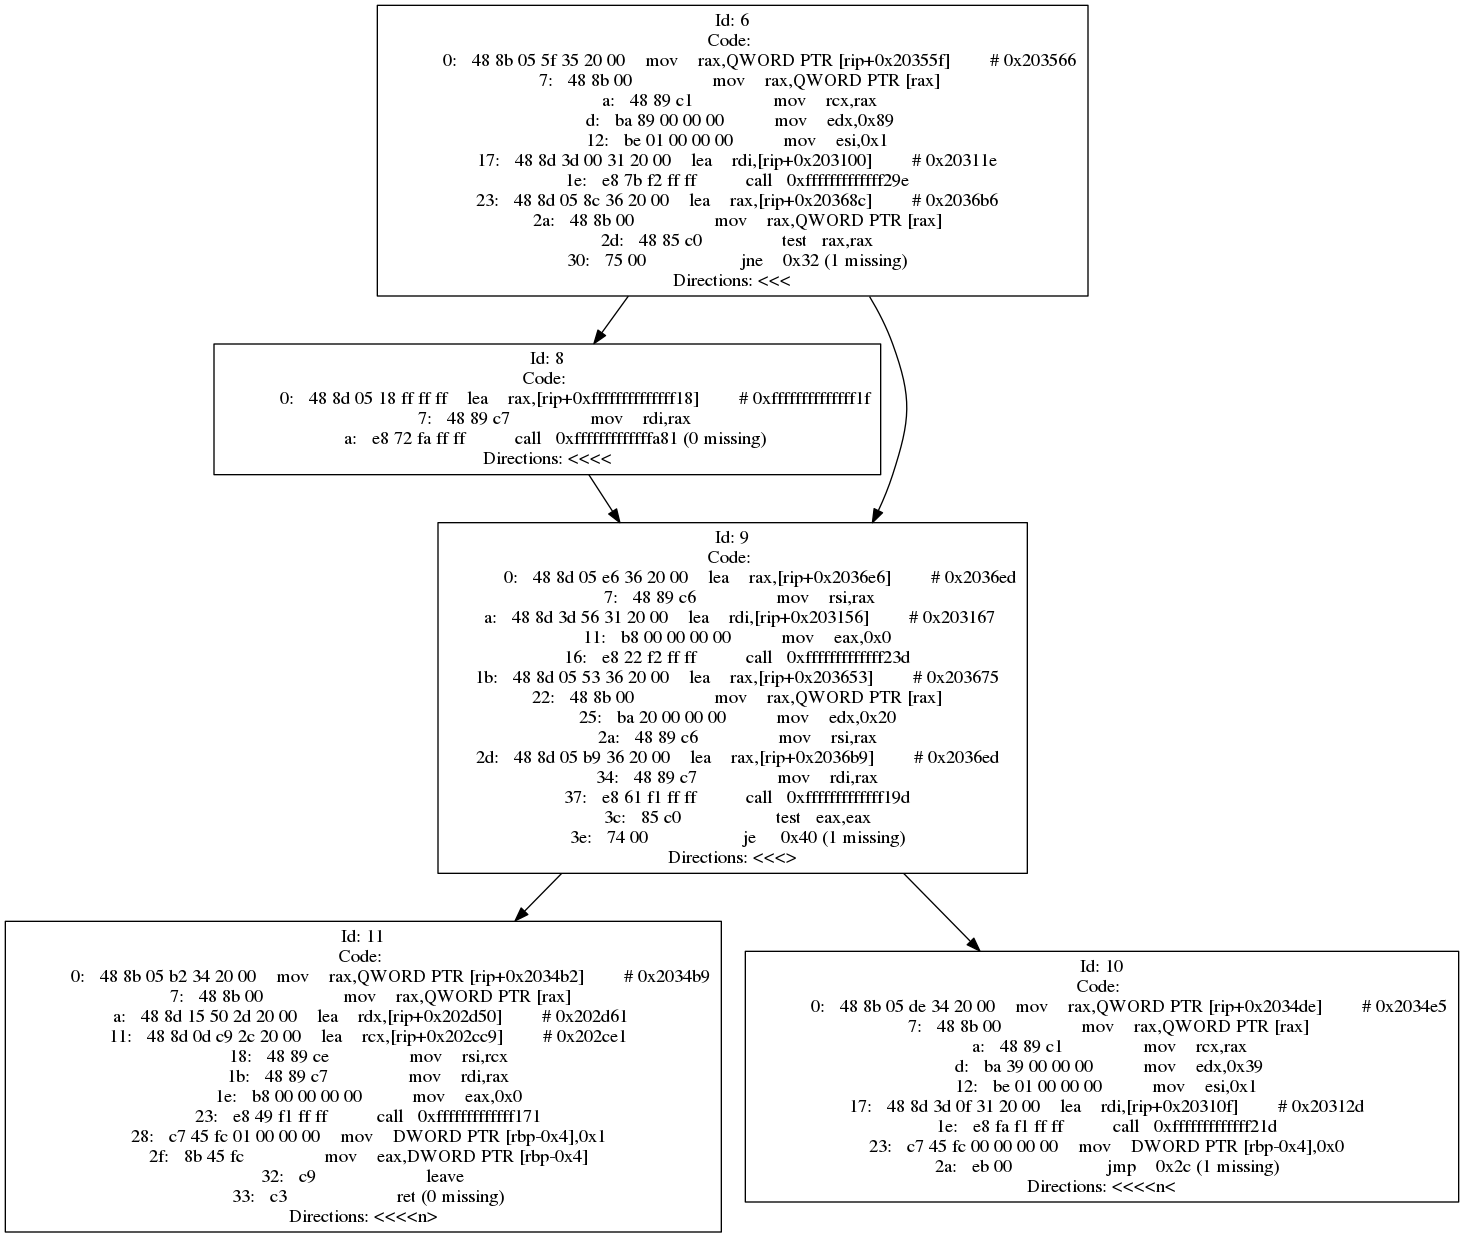 Id: 6
Code:
0: 48 8b 05 5f 35 20 00 mov rax,QWORD PTR [rip+0x20355f] # 0x203566
7: 48 8b 00 mov rax,QWORD PTR [rax]
a: 48 89 c1 mov rcx,rax
d: ba 89 00 00 00 mov edx,0x89
12: be 01 00 00 00 mov esi,0x1
17: 48 8d 3d 00 31 20 00 lea rdi,[rip+0x203100] # 0x20311e
1e: e8 7b f2 ff ff call 0xfffffffffffff29e
23: 48 8d 05 8c 36 20 00 lea rax,[rip+0x20368c] # 0x2036b6
2a: 48 8b 00 mov rax,QWORD PTR [rax]
2d: 48 85 c0 test rax,rax
30: 75 00 jne 0x32 (1 missing)
Directions: <<<
Id: 8
Code:
0: 48 8d 05 18 ff ff ff lea rax,[rip+0xffffffffffffff18] # 0xffffffffffffff1f
7: 48 89 c7 mov rdi,rax
a: e8 72 fa ff ff call 0xfffffffffffffa81 (0 missing)
Directions: <<<<
Id: 9
Code:
0: 48 8d 05 e6 36 20 00 lea rax,[rip+0x2036e6] # 0x2036ed
7: 48 89 c6 mov rsi,rax
a: 48 8d 3d 56 31 20 00 lea rdi,[rip+0x203156] # 0x203167
11: b8 00 00 00 00 mov eax,0x0
16: e8 22 f2 ff ff call 0xfffffffffffff23d
1b: 48 8d 05 53 36 20 00 lea rax,[rip+0x203653] # 0x203675
22: 48 8b 00 mov rax,QWORD PTR [rax]
25: ba 20 00 00 00 mov edx,0x20
2a: 48 89 c6 mov rsi,rax
2d: 48 8d 05 b9 36 20 00 lea rax,[rip+0x2036b9] # 0x2036ed
34: 48 89 c7 mov rdi,rax
37: e8 61 f1 ff ff call 0xfffffffffffff19d
3c: 85 c0 test eax,eax
3e: 74 00 je 0x40 (1 missing)
Directions: <<<>
Id: 11
Code:
0: 48 8b 05 b2 34 20 00 mov rax,QWORD PTR [rip+0x2034b2] # 0x2034b9
7: 48 8b 00 mov rax,QWORD PTR [rax]
a: 48 8d 15 50 2d 20 00 lea rdx,[rip+0x202d50] # 0x202d61
11: 48 8d 0d c9 2c 20 00 lea rcx,[rip+0x202cc9] # 0x202ce1
18: 48 89 ce mov rsi,rcx
1b: 48 89 c7 mov rdi,rax
1e: b8 00 00 00 00 mov eax,0x0
23: e8 49 f1 ff ff call 0xfffffffffffff171
28: c7 45 fc 01 00 00 00 mov DWORD PTR [rbp-0x4],0x1
2f: 8b 45 fc mov eax,DWORD PTR [rbp-0x4]
32: c9 leave
33: c3 ret (0 missing)
Directions: <<<<n>
Id: 10
Code:
0: 48 8b 05 de 34 20 00 mov rax,QWORD PTR [rip+0x2034de] # 0x2034e5
7: 48 8b 00 mov rax,QWORD PTR [rax]
a: 48 89 c1 mov rcx,rax
d: ba 39 00 00 00 mov edx,0x39
12: be 01 00 00 00 mov esi,0x1
17: 48 8d 3d 0f 31 20 00 lea rdi,[rip+0x20310f] # 0x20312d
1e: e8 fa f1 ff ff call 0xfffffffffffff21d
23: c7 45 fc 00 00 00 00 mov DWORD PTR [rbp-0x4],0x0
2a: eb 00 jmp 0x2c (1 missing)
Directions: <<<<n<